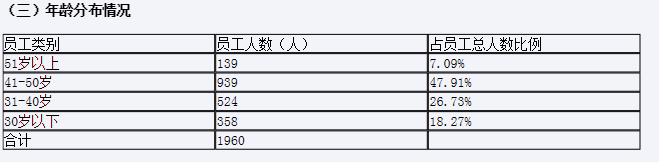 （三）年龄分布情况
员工类别 员工人数（人） 占员工总人数比例
51岁以上 139 7.09%
41-50岁 939 47.91%
31-40岁 524 26.73%
30岁以下 358 18.27%
合计 1960